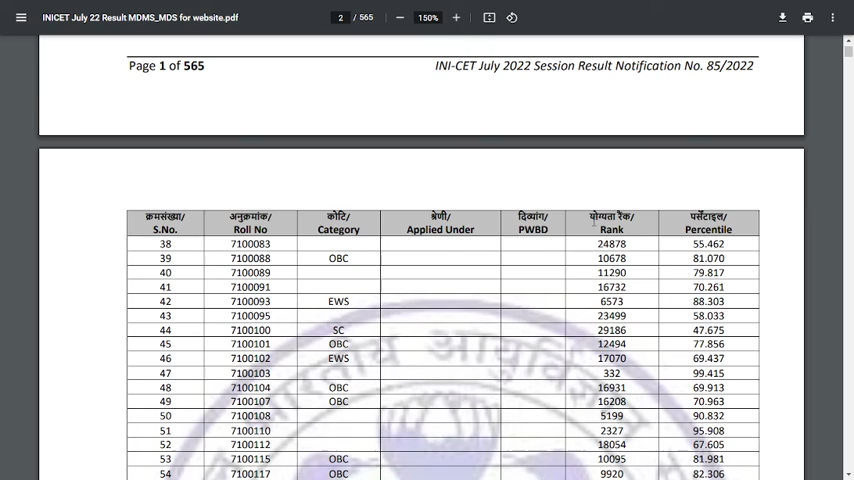 INICET July 22 Result MDMS_MDS for website.pdf 2 / 565 150%
Page 1 of 565 INI-CET July 2022 Session Result Notification No. 85/2022
क्रमसंख्या/ अनुक्रमांक/ कोटि/ श्रेणी/ दिव्यांग/ योग्यता रैंक/ पर्सेंटाइल/
S.No. Roll No Category Applied Under PWBD Rank Percentile
38 7100083 24878 55.462
39 7100088 OBC 10678 81.070
40 7100089 11290 79.817
41 7100091 16732 70.261
42 7100093 EWS 6573 88.303
43 7100095 23499 58.033
44 7100100 SC 29186 47.675
45 7100101 OBC 12494 77.856
46 7100102 EWS 17070 69.437
47 7100103 332 99.415
48 7100104 OBC 16931 69.913
49 7100107 OBC 16208 70.963
50 7100108 5199 90.832
51 7100110 2327 95.908
52 7100112 18054 67.605
53 7100115 OBC 10095 81.981
54 7100117 OBC 9920 82.306